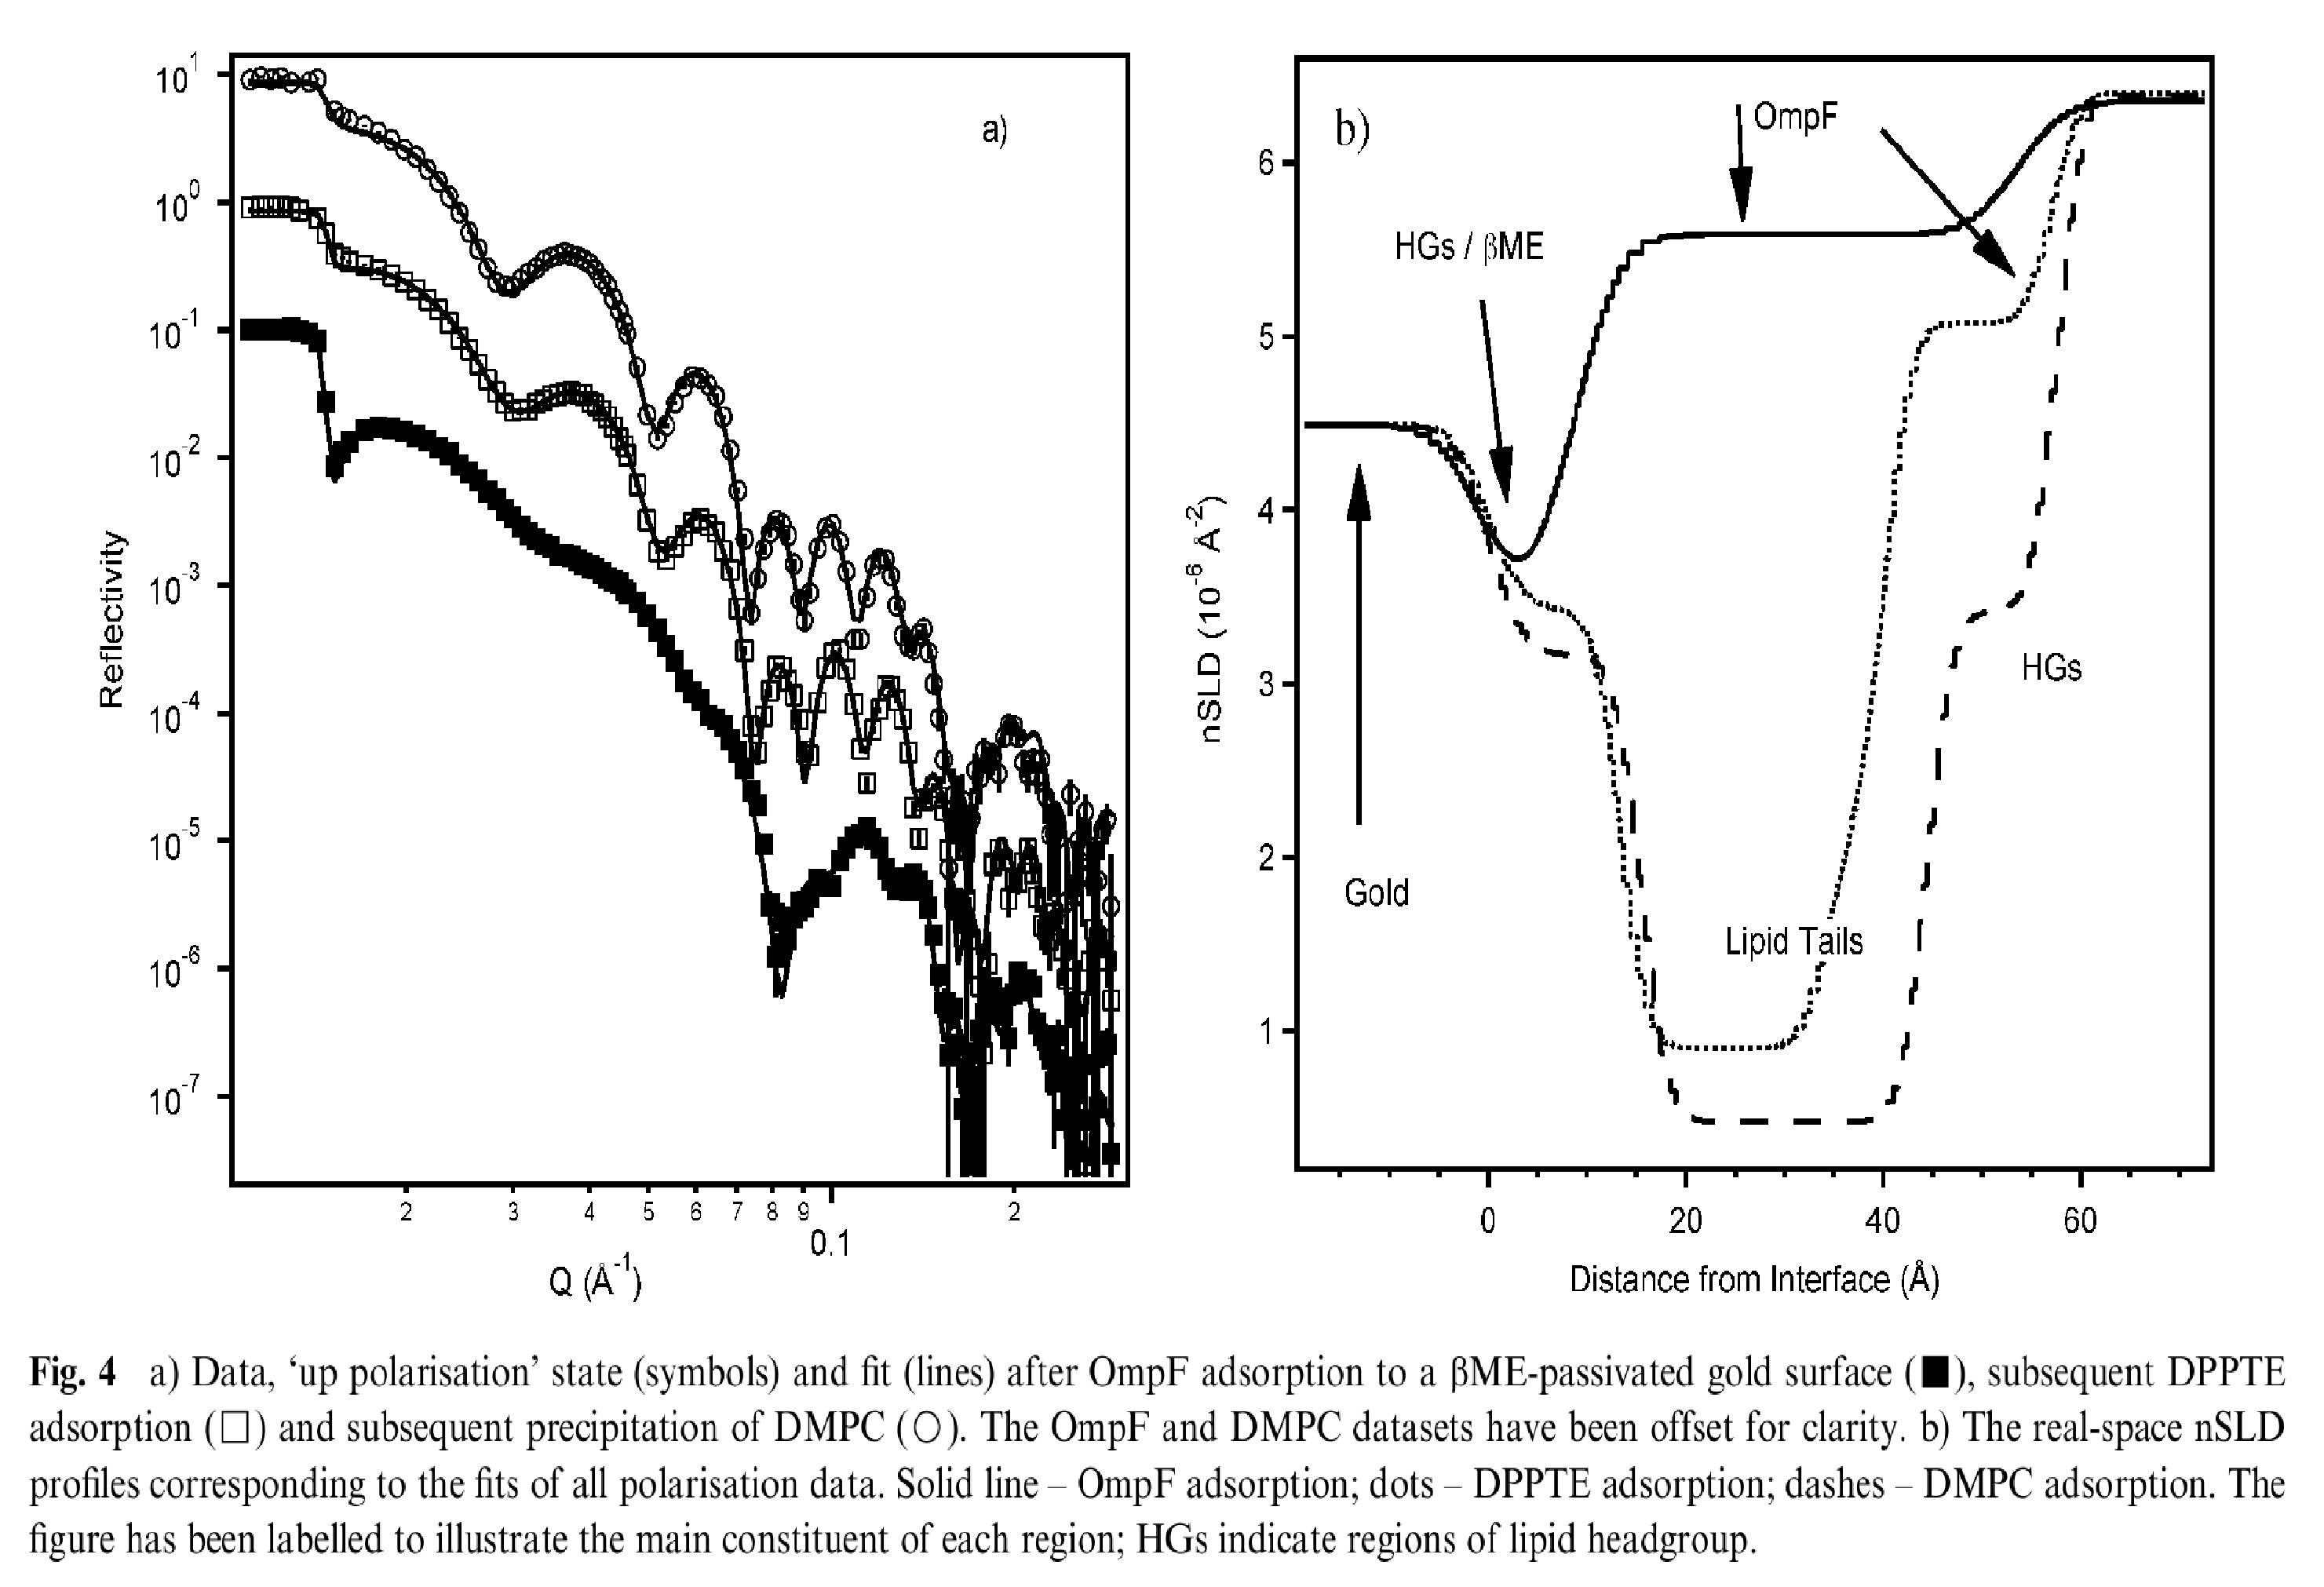 10^1
10^0
10^-1
10^-2
10^-3
10^-4
10^-5
10^-6
10^-7
Reflectivity
a)
2 3 4 5 6 7 8 9 2
0.1
Q (Å^-1)
b)
OmpF
HGs / βME
6
5
4
3
2
1
nSLD (10^-6 Å^-2)
HGs
Gold
Lipid Tails
0 20 40 60
Distance from Interface (Å)
Fig. 4 a) Data, ‘up polarisation’ state (symbols) and fit (lines) after OmpF adsorption to a βME-passivated gold surface (■), subsequent DPPTE
adsorption (□) and subsequent precipitation of DMPC (○). The OmpF and DMPC datasets have been offset for clarity. b) The real-space nSLD
profiles corresponding to the fits of all polarisation data. Solid line – OmpF adsorption; dots – DPPTE adsorption; dashes – DMPC adsorption. The
figure has been labelled to illustrate the main constituent of each region; HGs indicate regions of lipid headgroup.